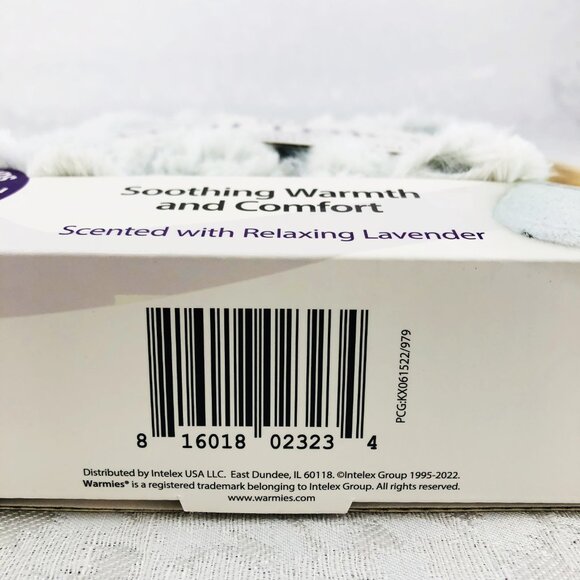 Soothing Warmth
and Comfort
Scented with Relaxing Lavender
PCG:KX061522/979
8 16018 02323 4
Distributed by Intelex USA LLC. East Dundee, IL 60118. ©Intelex Group 1995-2022.
Warmies® is a registered trademark belonging to Intelex Group. All rights reserved.
www.warmies.com